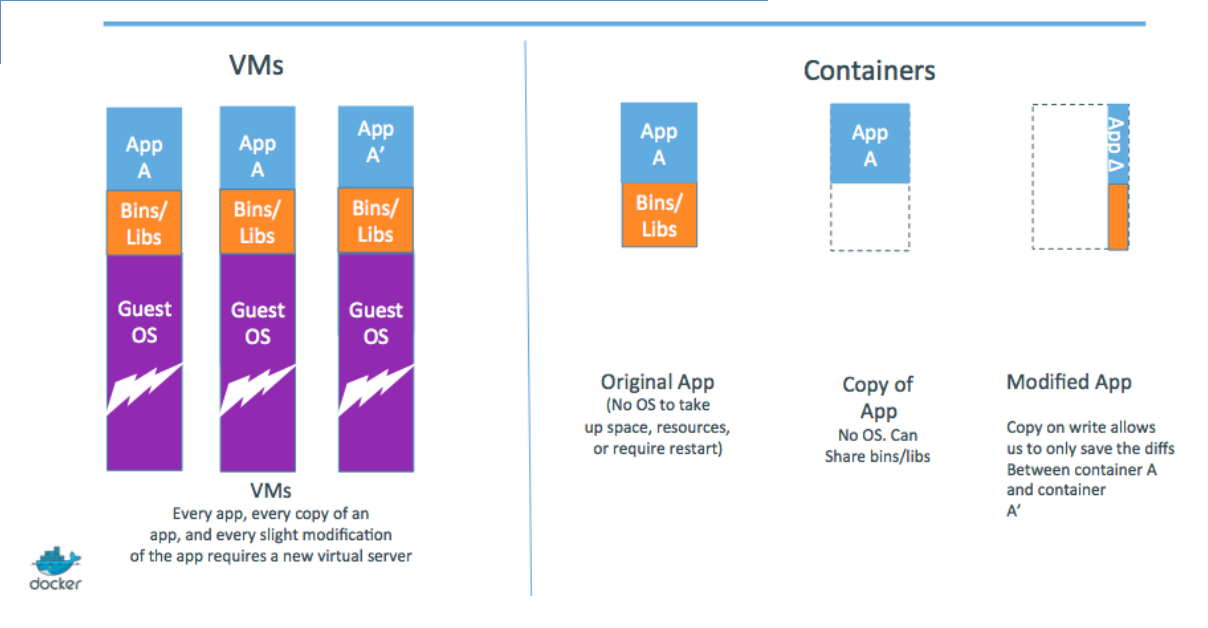 VMs
App
A
Bins/
Libs
Guest
OS
App
A
Bins/
Libs
Guest
OS
App
A’
Bins/
Libs
Guest
OS
VMs
Every app, every copy of an
app, and every slight modification
of the app requires a new virtual server
docker
Containers
App
A
Bins/
Libs
Original App
(No OS to take
up space, resources,
or require restart)
App
A
Copy of
App
No OS. Can
Share bins/libs
App A
Modified App
Copy on write allows
us to only save the diffs
Between container A
and container
A’